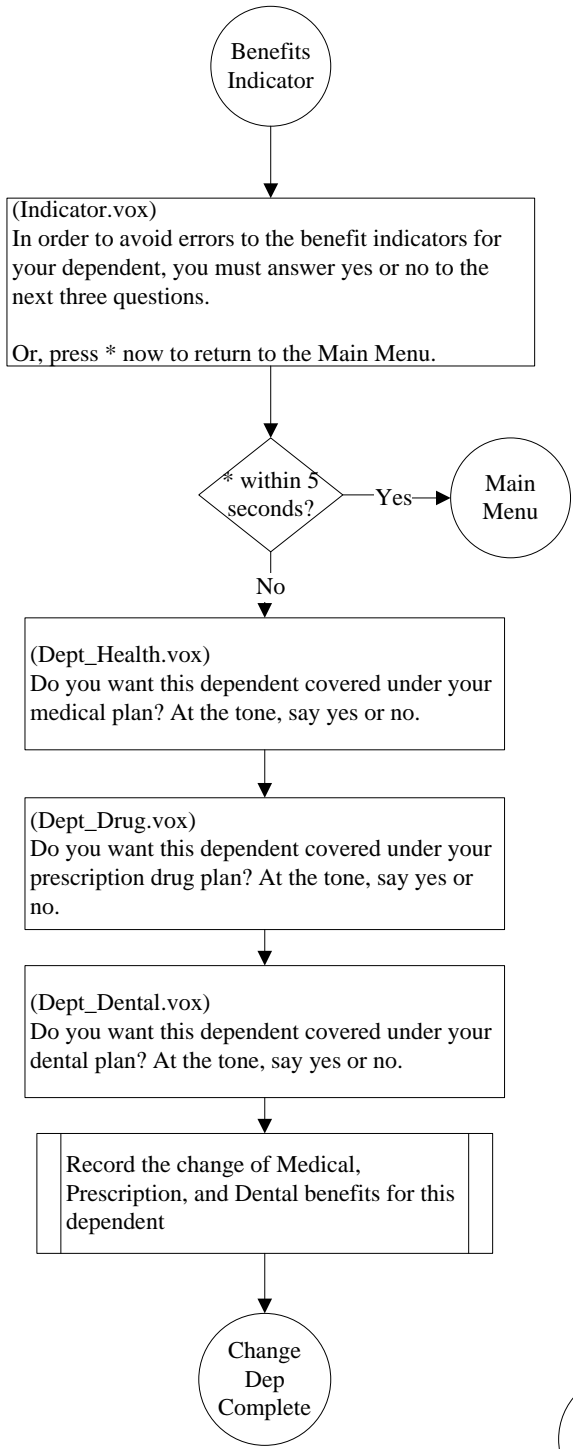 Benefits
Indicator
(Indicator.vox)
In order to avoid errors to the benefit indicators for
your dependent, you must answer yes or no to the
next three questions.
Or, press * now to return to the Main Menu.
* within 5
seconds?
Yes
Main
Menu
No
(Dept_Health.vox)
Do you want this dependent covered under your
medical plan? At the tone, say yes or no.
(Dept_Drug.vox)
Do you want this dependent covered under your
prescription drug plan? At the tone, say yes or
no.
(Dept_Dental.vox)
Do you want this dependent covered under your
dental plan? At the tone, say yes or no.
Record the change of Medical,
Prescription, and Dental benefits for this
dependent
Change
Dep
Complete